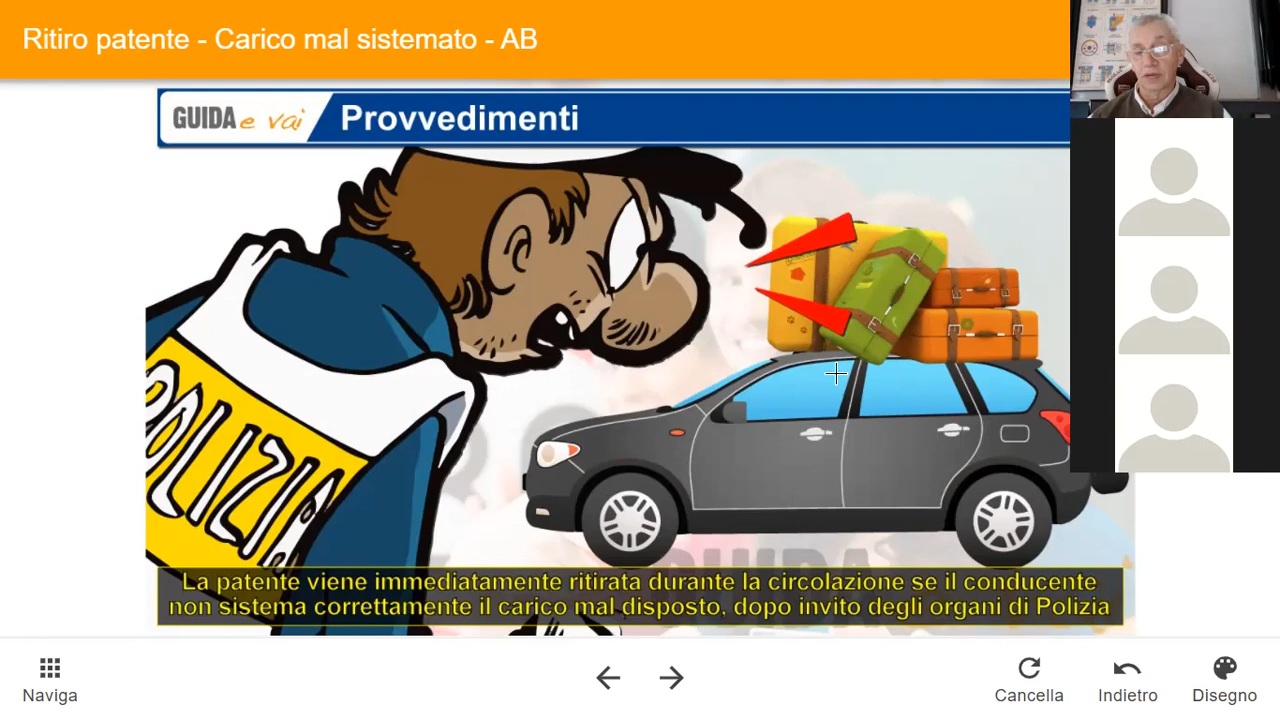 Ritiro patente - Carico mal sistemato - AB
GUIDA e vai
Provvedimenti
POLIZIA
La patente viene immediatamente ritirata durante la circolazione se il conducente
non sistema correttamente il carico mal disposto, dopo invito degli organi di Polizia
Naviga
Cancella
Indietro
Disegno